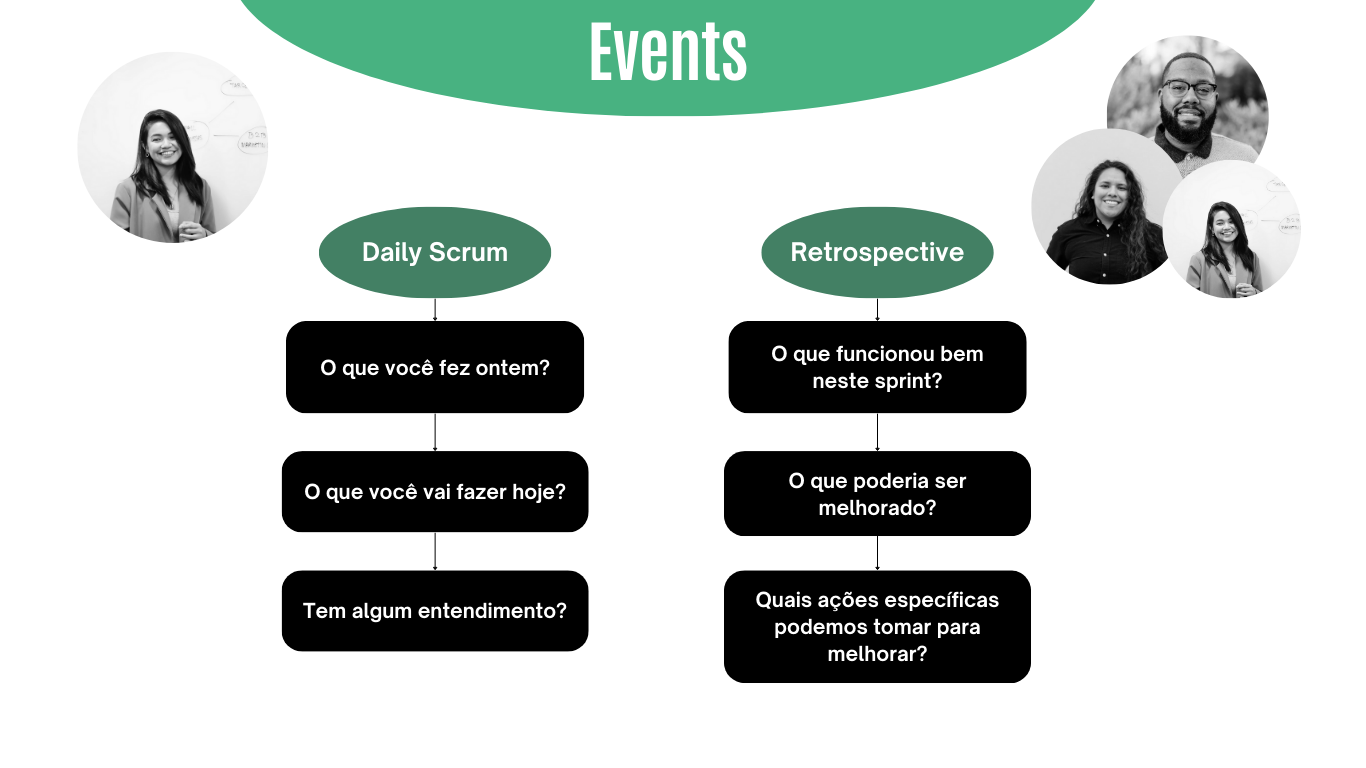 Events
Daily Scrum
O que você fez ontem?
O que você vai fazer hoje?
Tem algum entendimento?
Retrospective
O que funcionou bem
neste sprint?
O que poderia ser
melhorado?
Quais ações específicas
podemos tomar para
melhorar?